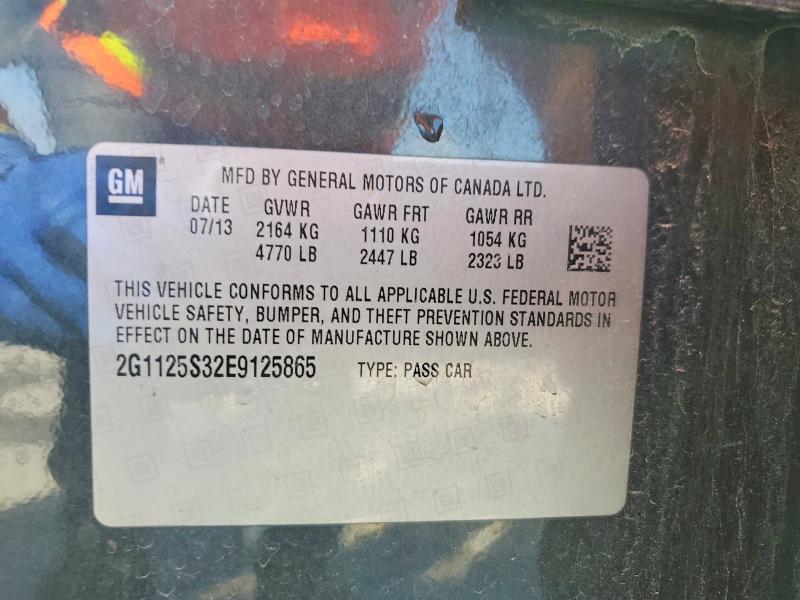 GM
MFD BY GENERAL MOTORS OF CANADA LTD.
DATE GVWR GAWR FRT GAWR RR
07/13 2164 KG 1110 KG 1054 KG
4770 LB 2447 LB 2323 LB
THIS VEHICLE CONFORMS TO ALL APPLICABLE U.S. FEDERAL MOTOR
VEHICLE SAFETY, BUMPER, AND THEFT PREVENTION STANDARDS IN
EFFECT ON THE DATE OF MANUFACTURE SHOWN ABOVE.
2G1125S32E9125865 TYPE: PASS CAR